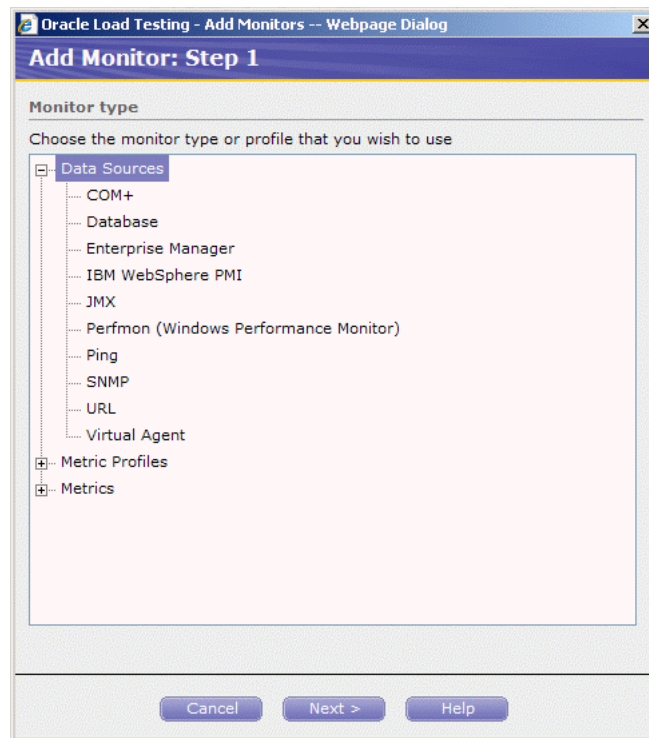 Oracle Load Testing - Add Monitors -- Webpage Dialog
Add Monitor: Step 1
Monitor type
Choose the monitor type or profile that you wish to use
Data Sources
COM+
Database
Enterprise Manager
IBM WebSphere PMI
JMX
Perfmon (Windows Performance Monitor)
Ping
SNMP
URL
Virtual Agent
Metric Profiles
Metrics
Cancel Next > Help